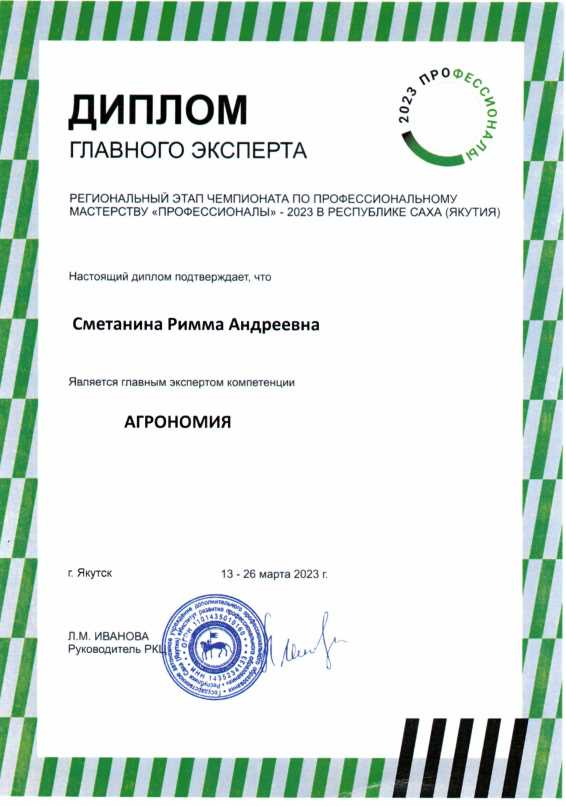 2023 ПРОФЕССИОНАЛЫ
ДИПЛОМ
ГЛАВНОГО ЭКСПЕРТА
РЕГИОНАЛЬНЫЙ ЭТАП ЧЕМПИОНАТА ПО ПРОФЕССИОНАЛЬНОМУ
МАСТЕРСТВУ «ПРОФЕССИОНАЛЫ» - 2023 В РЕСПУБЛИКЕ САХА (ЯКУТИЯ)
Настоящий диплом подтверждает, что
Сметанина Римма Андреевна
Является главным экспертом компетенции
АГРОНОМИЯ
г. Якутск 13 - 26 марта 2023 г.
Л.М. ИВАНОВА
Руководитель РКЦ